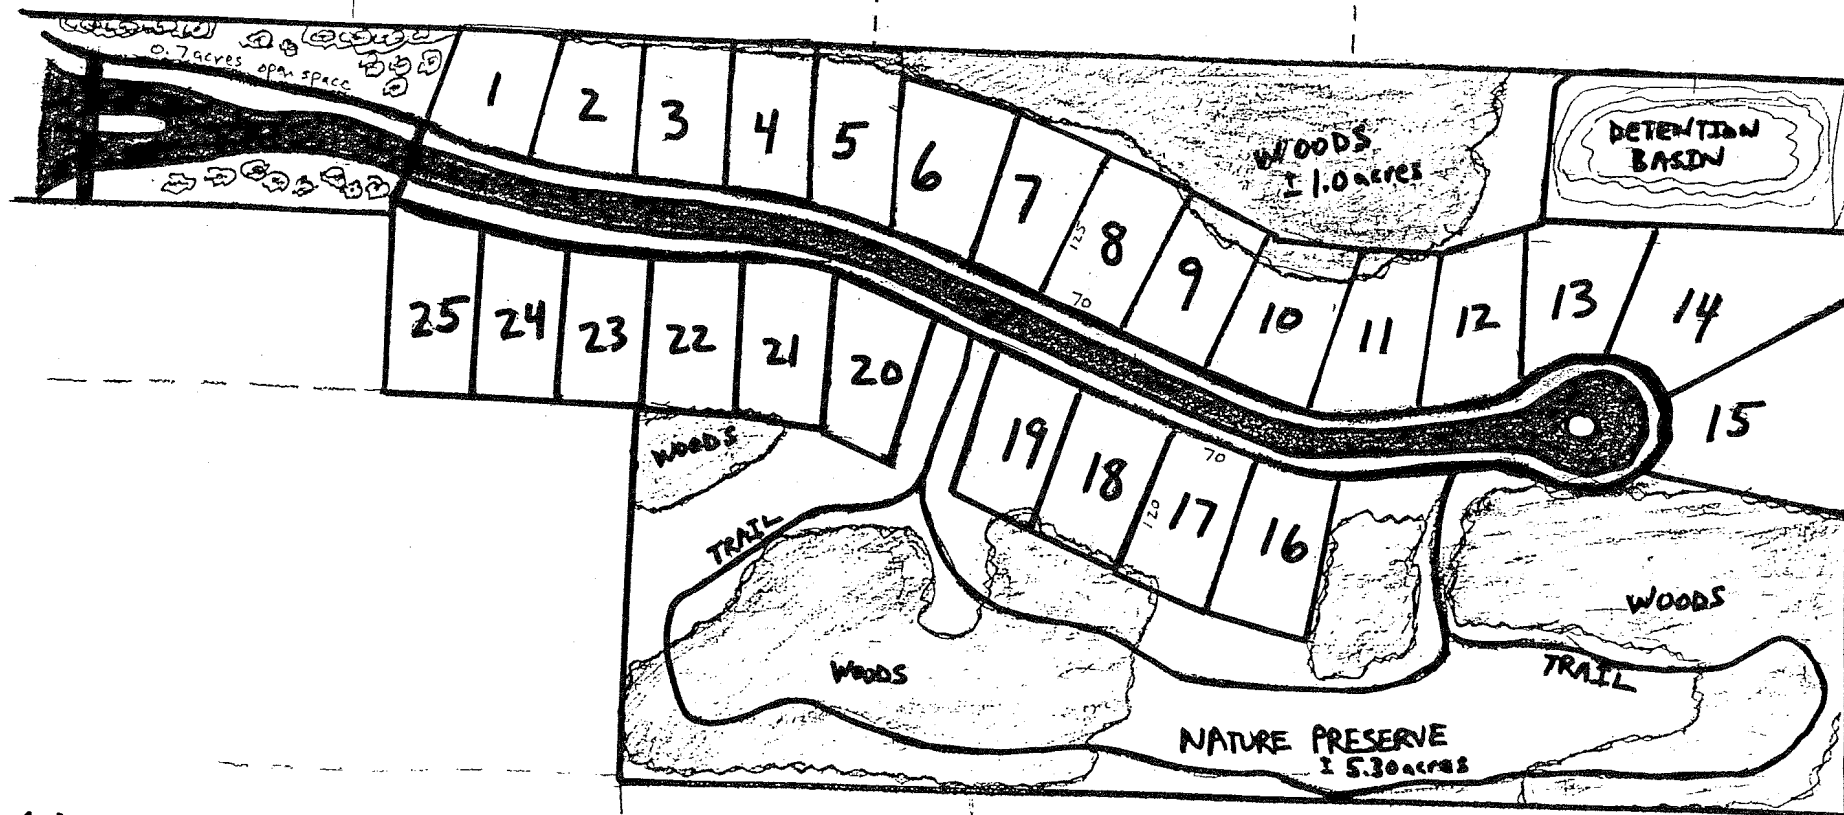 0.7 acres open space
1
2
3
4
5
6
7
8
9
10
11
12
13
14
15
125
70
WOODS
± 1.0 acres
DETENTION
BASIN
25
24
23
22
21
20
19
18
17
16
70
120
WOODS
TRAIL
WOODS
WOODS
TRAIL
NATURE PRESERVE
± 5.30 acres